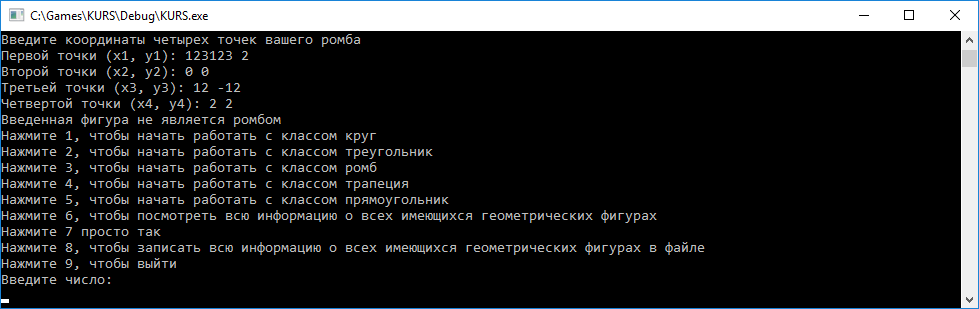 C:\Games\KURS\Debug\KURS.exe
Введите координаты четырех точек вашего ромба
Первой точки (x1, y1): 123123 2
Второй точки (x2, y2): 0 0
Третьей точки (x3, y3): 12 -12
Четвертой точки (x4, y4): 2 2
Введенная фигура не является ромбом
Нажмите 1, чтобы начать работать с классом круг
Нажмите 2, чтобы начать работать с классом треугольник
Нажмите 3, чтобы начать работать с классом ромб
Нажмите 4, чтобы начать работать с классом трапеция
Нажмите 5, чтобы начать работать с классом прямоугольник
Нажмите 6, чтобы посмотреть всю информацию о всех имеющихся геометрических фигурах
Нажмите 7 просто так
Нажмите 8, чтобы записать всю информацию о всех имеющихся геометрических фигурах в файле
Нажмите 9, чтобы выйти
Введите число: